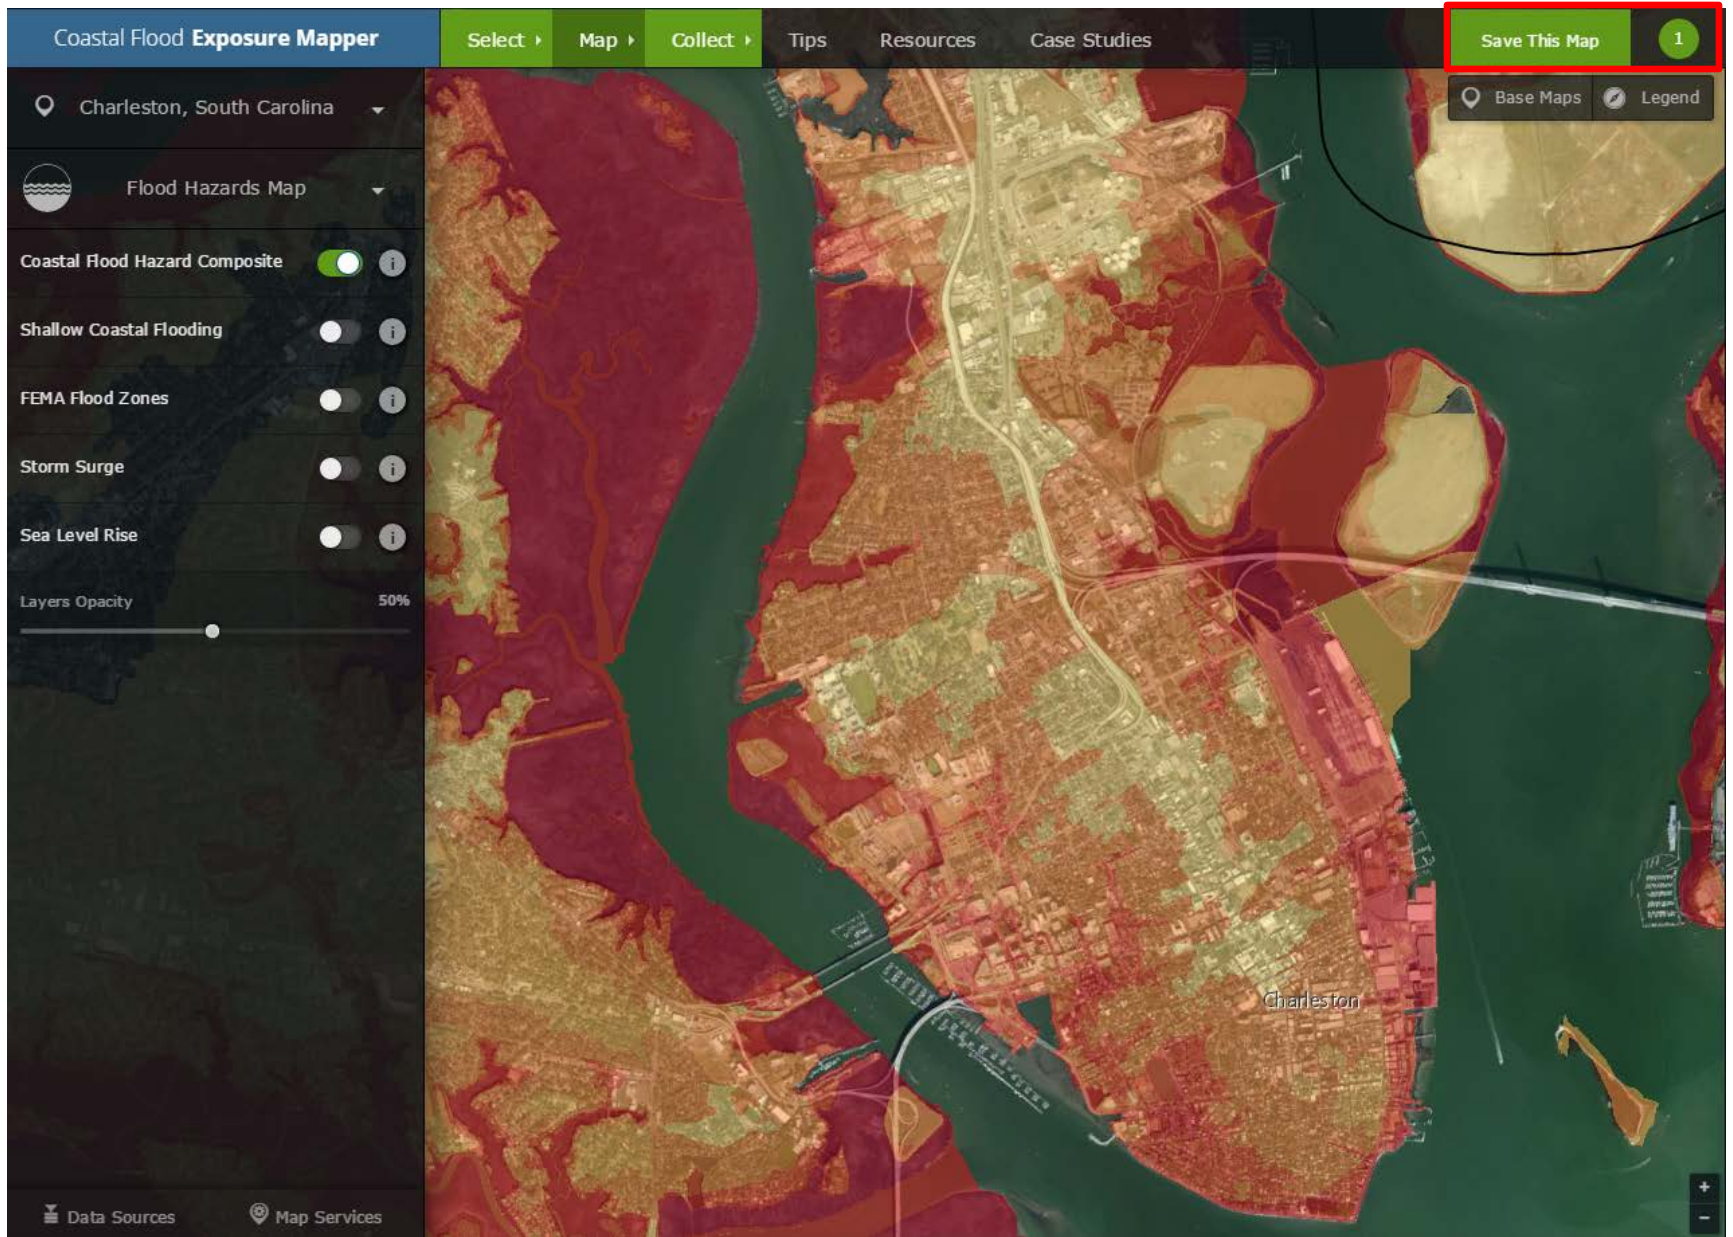 Coastal Flood Exposure Mapper
Select
Map
Collect
Tips
Resources
Case Studies
Save This Map
1
Base Maps
Legend
Charleston, South Carolina
Flood Hazards Map
Coastal Flood Hazard Composite
i
Shallow Coastal Flooding
i
FEMA Flood Zones
i
Storm Surge
i
Sea Level Rise
i
Layers Opacity 50%
Charleston
Data Sources
Map Services
+
−